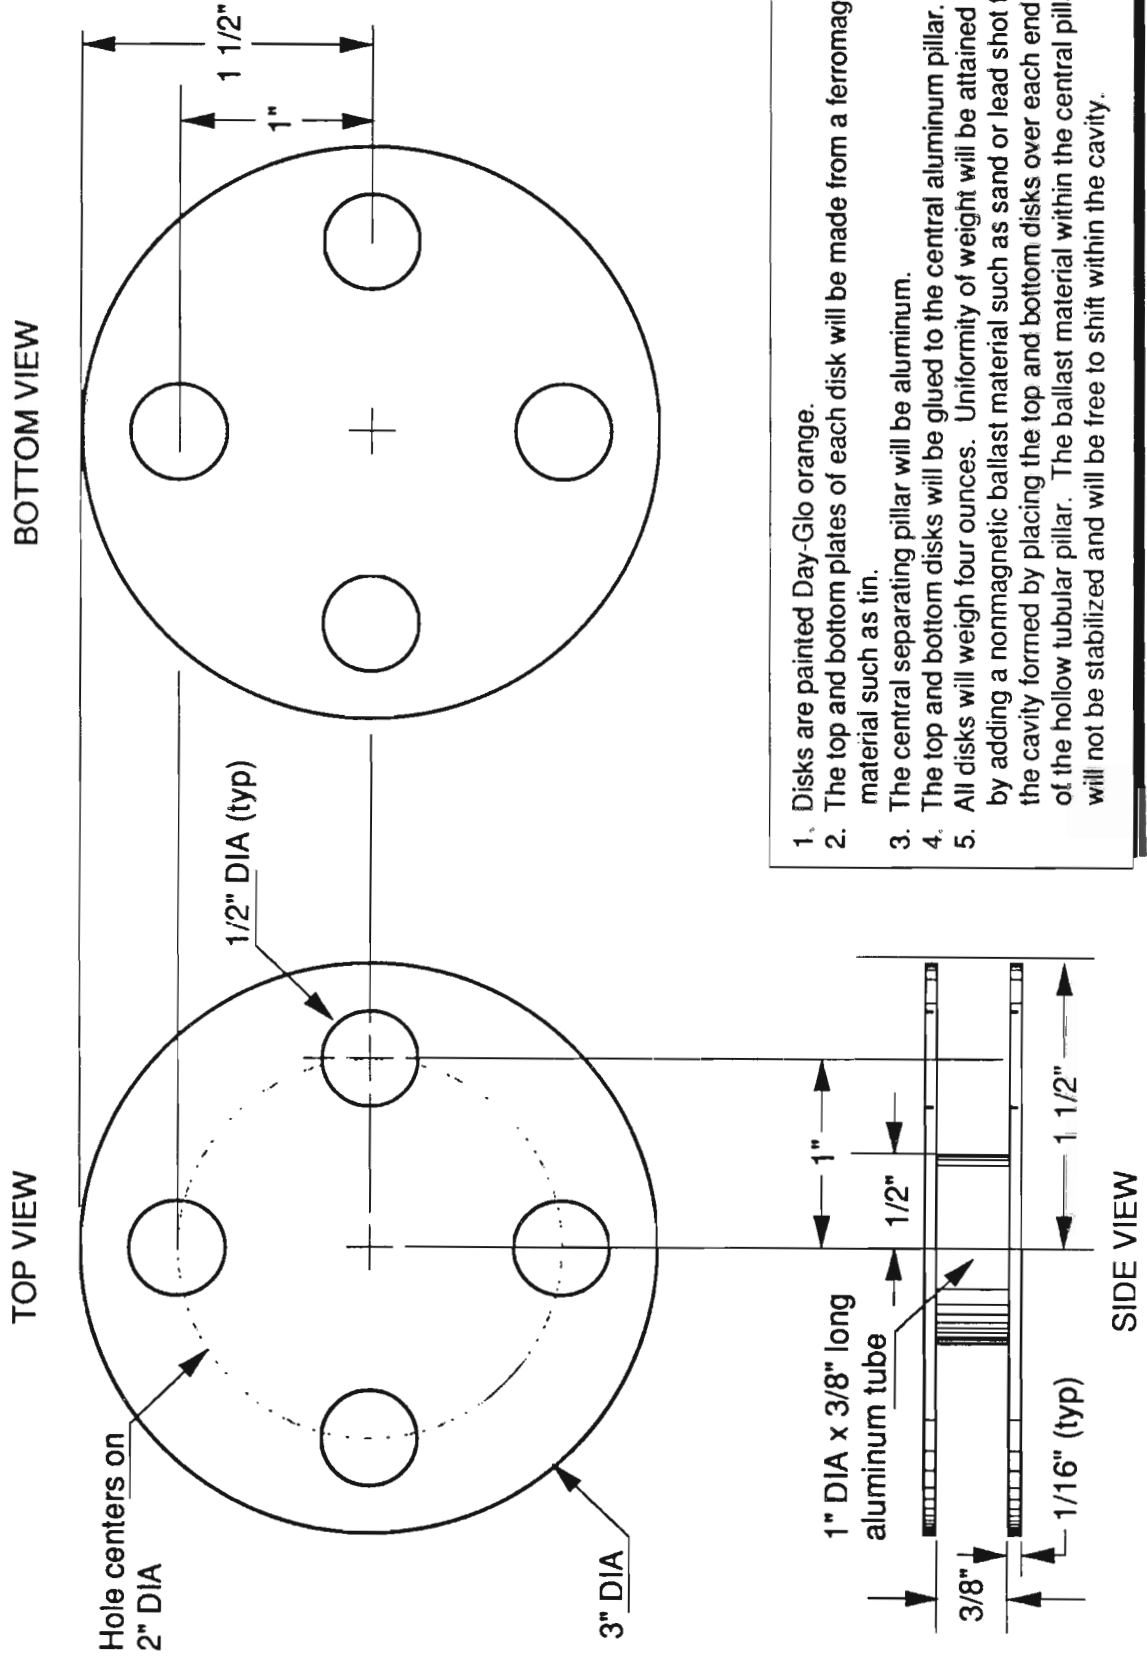 TOP VIEW
BOTTOM VIEW
Hole centers on
2" DIA
1/2" DIA (typ)
3" DIA
1"
1 1/2"
1" DIA x 3/8" long
aluminum tube
1/2"
1"
3/8"
1/16" (typ)
1 1/2"
SIDE VIEW
1. Disks are painted Day-Glo orange.
2. The top and bottom plates of each disk will be made from a ferromag
material such as tin.
3. The central separating pillar will be aluminum.
4. The top and bottom disks will be glued to the central aluminum pillar.
5. All disks will weigh four ounces. Uniformity of weight will be attained
by adding a nonmagnetic ballast material such as sand or lead shot
the cavity formed by placing the top and bottom disks over each end
of the hollow tubular pillar. The ballast material within the central pil
will not be stabilized and will be free to shift within the cavity.